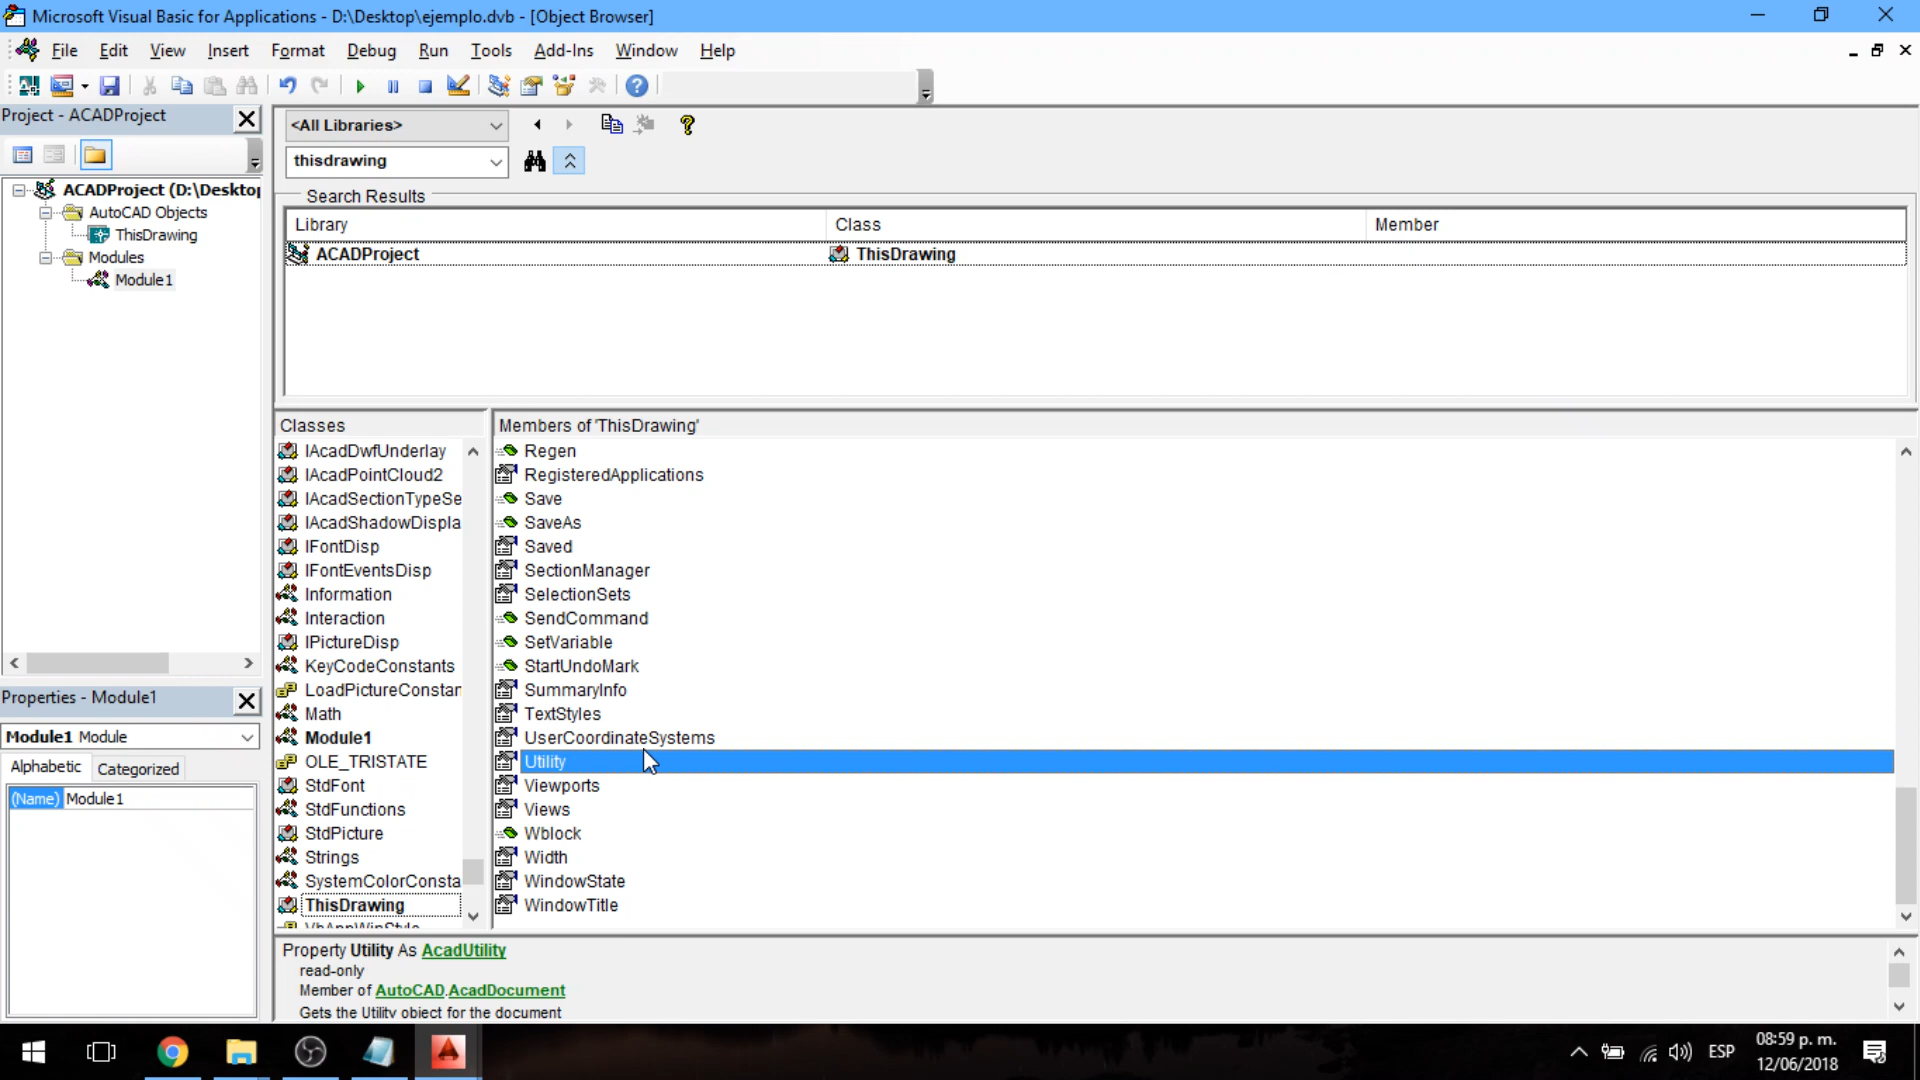 Microsoft Visual Basic for Applications - D:\Desktop\ejemplo.dvb - [Object Browser]
File Edit View Insert Format Debug Run Tools Add-Ins Window Help
Project - ACADProject
ACADProject (D:\Desktop
AutoCAD Objects
ThisDrawing
Modules
Module1
<All Libraries>
thisdrawing
Search Results
Library Class Member
ACADProject ThisDrawing
Properties - Module1
Module1 Module
Alphabetic Categorized
(Name) Module1
Classes
IAcadDwfUnderlay
IAcadPointCloud2
IAcadSectionTypeSe
IAcadShadowDispla
IFontDisp
IFontEventsDisp
Information
Interaction
IPictureDisp
KeyCodeConstants
LoadPictureConstan
Math
Module1
OLE_TRISTATE
StdFont
StdFunctions
StdPicture
Strings
SystemColorConsta
ThisDrawing
VbAppWinStyle
Members of 'ThisDrawing'
Regen
RegisteredApplications
Save
SaveAs
Saved
SectionManager
SelectionSets
SendCommand
SetVariable
StartUndoMark
SummaryInfo
TextStyles
UserCoordinateSystems
Utility
Viewports
Views
Wblock
Width
WindowState
WindowTitle
Property Utility As AcadUtility
read-only
Member of AutoCAD.AcadDocument
Gets the Utility object for the document
ESP
08:59 p. m.
12/06/2018